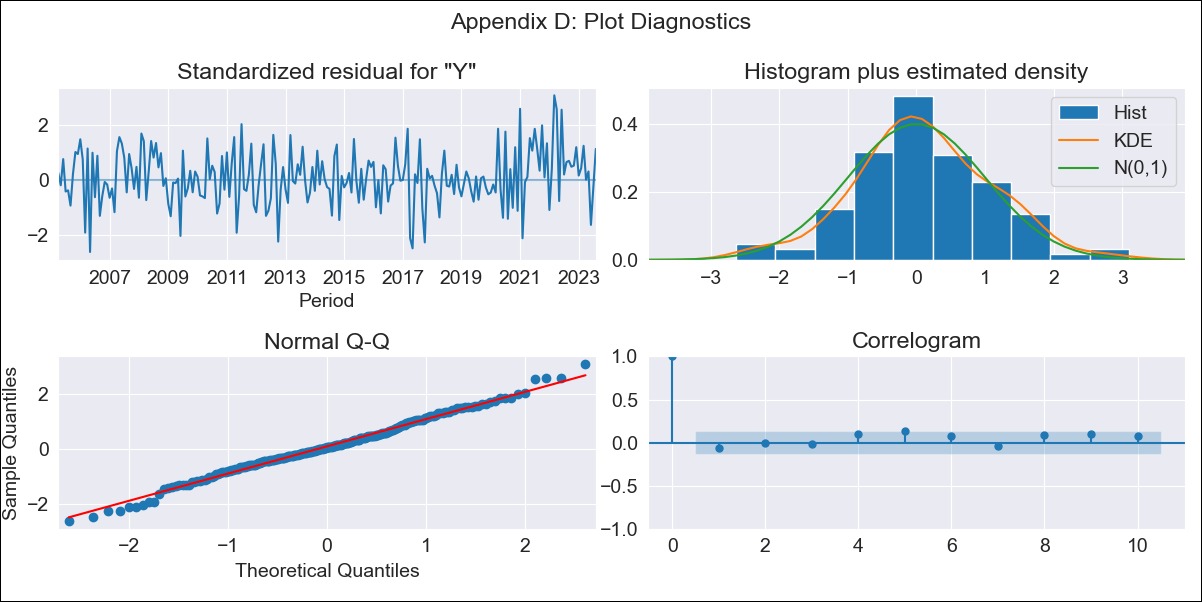 Appendix D: Plot Diagnostics
Standardized residual for "Y"
2
0
−2
2007 2009 2011 2013 2015 2017 2019 2021 2023
Period
Histogram plus estimated density
Hist
KDE
N(0,1)
0.4
0.2
0.0
−3 −2 −1 0 1 2 3
Normal Q-Q
Sample Quantiles
2
0
−2
−2 −1 0 1 2
Theoretical Quantiles
Correlogram
1.0
0.5
0.0
−0.5
−1.0
0 2 4 6 8 10